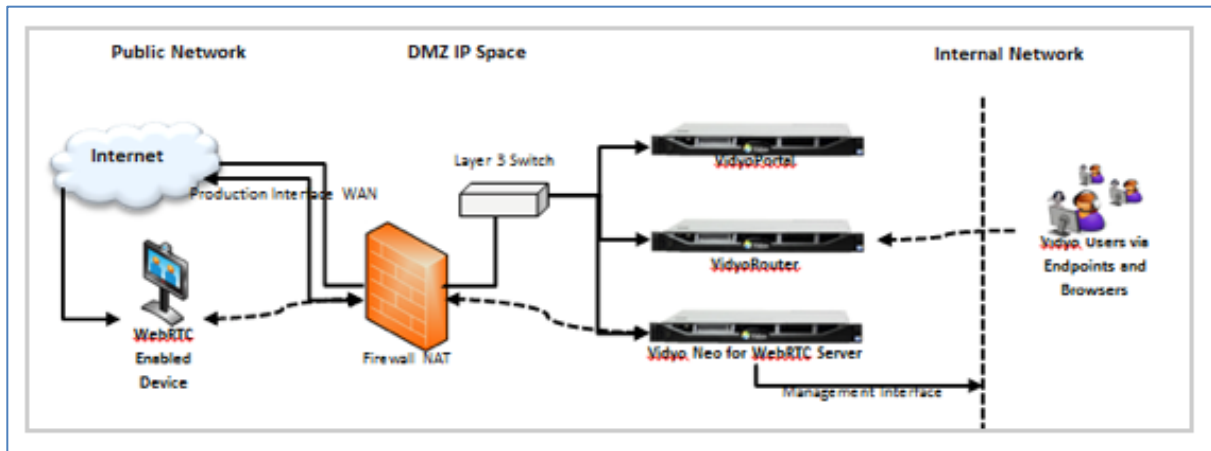 Public Network
DMZ IP Space
Internal Network
Internet
Layer 3 Switch
VidyoPortal
Production Interface WAN
VidyoRouter
Vidyo Users via
Endpoints and
Browsers
WebRTC
Enabled
Device
Firewall NAT
Vidyo Neo for WebRTC Server
Management Interface